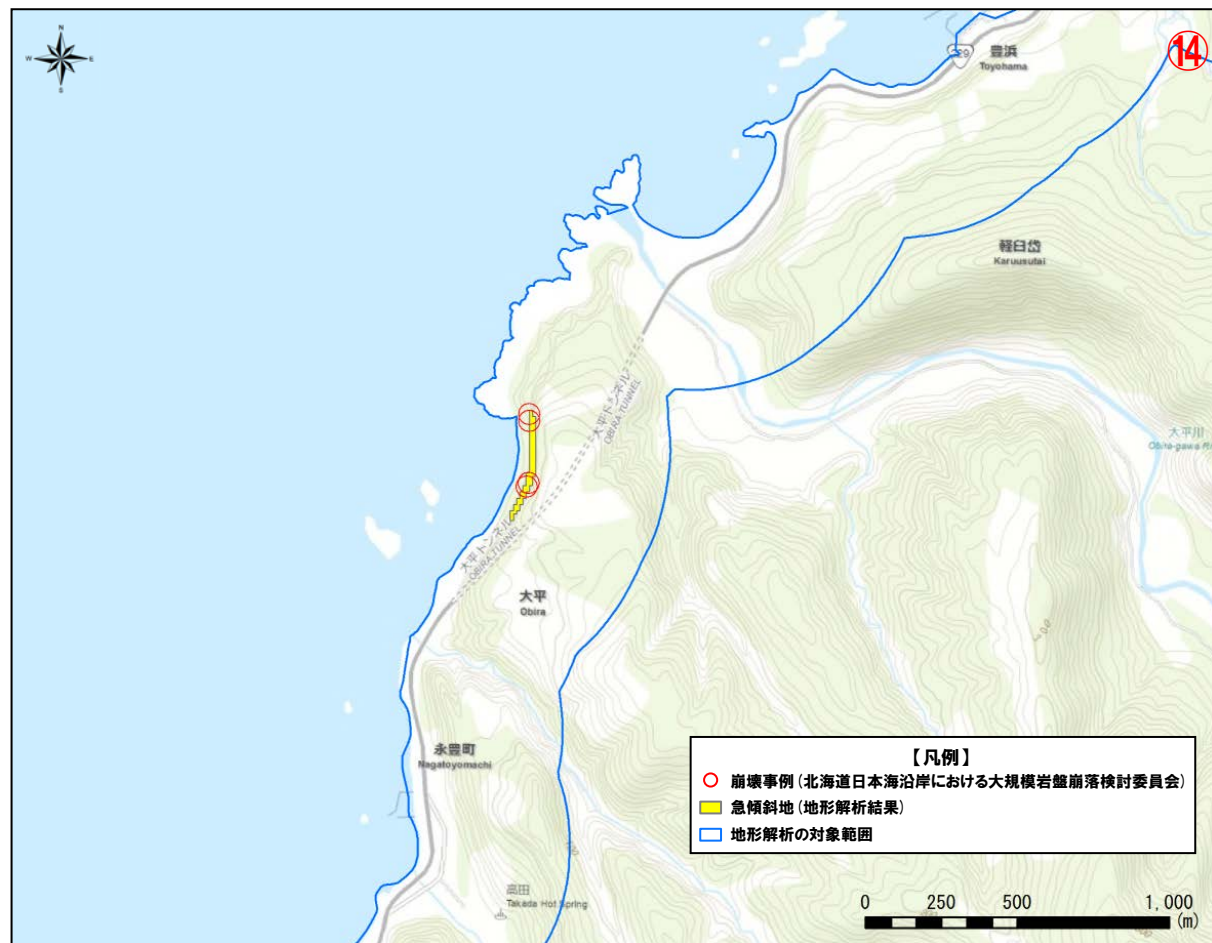 N
W
E
S
29
豊浜
Toyohama
14
軽臼岱
Karuusutai
大平トンネル
OBIRA TUNNEL
大平川
大平トンネル
OBIRA TUNNEL
大平
Obira
100
永豊町
Nagatoyomachi
100
高田
Takada Hot Spring
【凡例】
崩壊事例(北海道日本海沿岸における大規模岩盤崩落検討委員会)
急傾斜地(地形解析結果)
地形解析の対象範囲
0 250 500 1,000
(m)